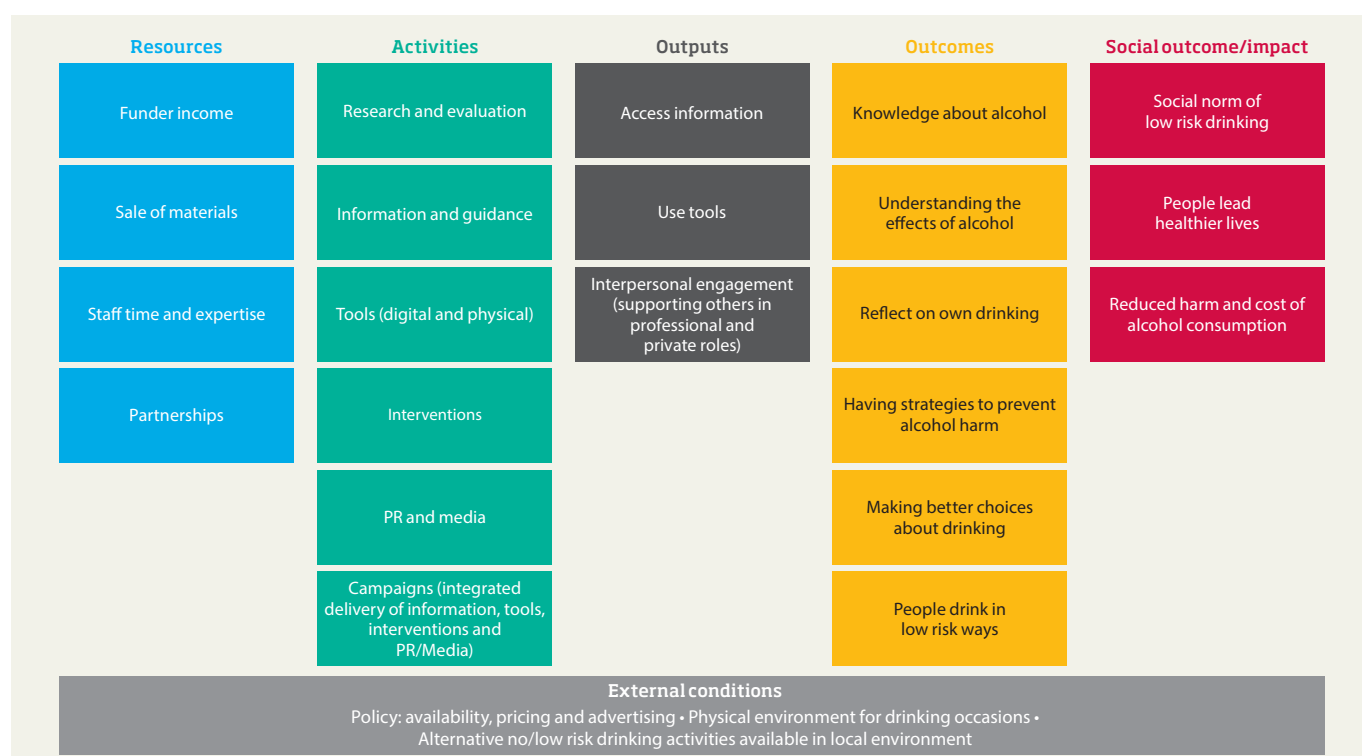 Resources
Funder income
Sale of materials
Staff time and expertise
Partnerships
Activities
Research and evaluation
Information and guidance
Tools (digital and physical)
Interventions
PR and media
Campaigns (integrated
delivery of information, tools,
interventions and
PR/Media)
Outputs
Access information
Use tools
Interpersonal engagement
(supporting others in
professional and
private roles)
Outcomes
Knowledge about alcohol
Understanding the
effects of alcohol
Reflect on own drinking
Having strategies to prevent
alcohol harm
Making better choices
about drinking
People drink in
low risk ways
Social outcome/impact
Social norm of
low risk drinking
People lead
healthier lives
Reduced harm and cost of
alcohol consumption
External conditions
Policy: availability, pricing and advertising • Physical environment for drinking occasions •
Alternative no/low risk drinking activities available in local environment